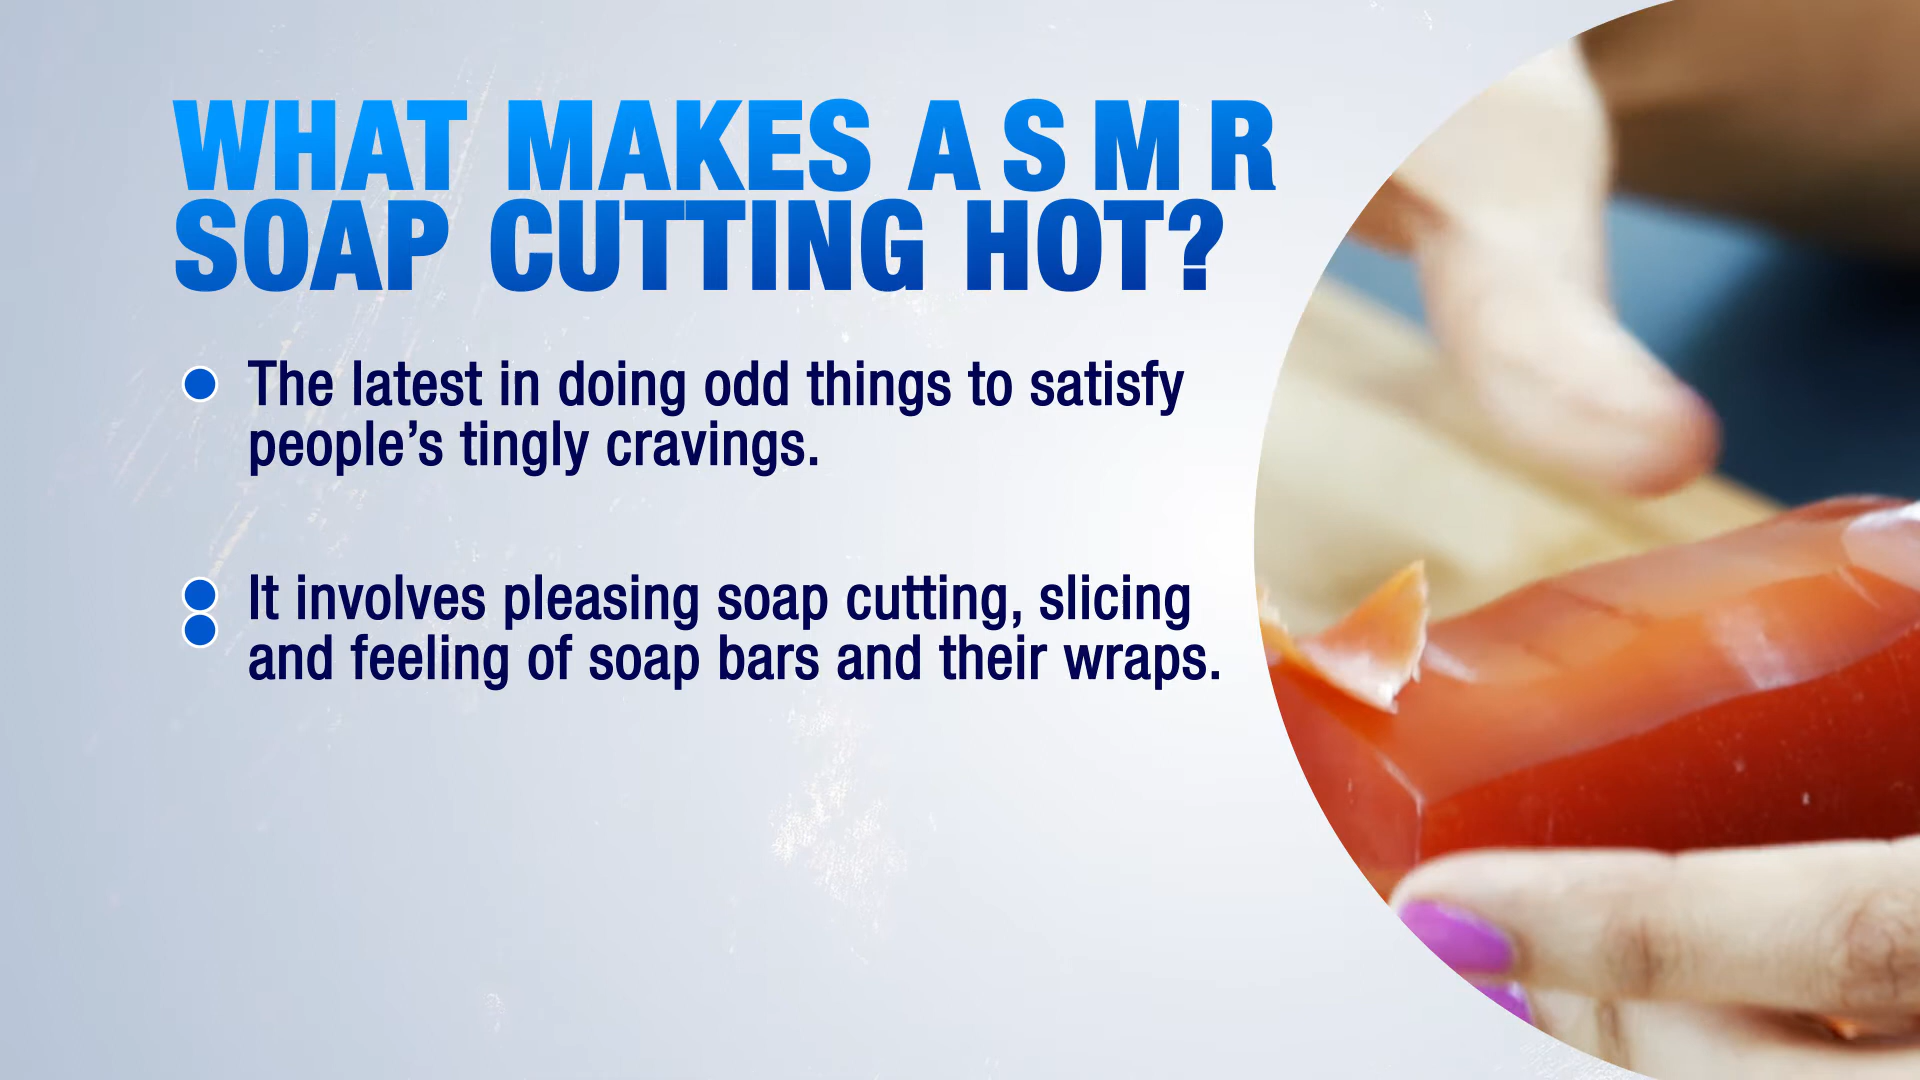 WHAT MAKES A S M R
SOAP CUTTING HOT?
The latest in doing odd things to satisfy
people’s tingly cravings.
It involves pleasing soap cutting, slicing
and feeling of soap bars and their wraps.